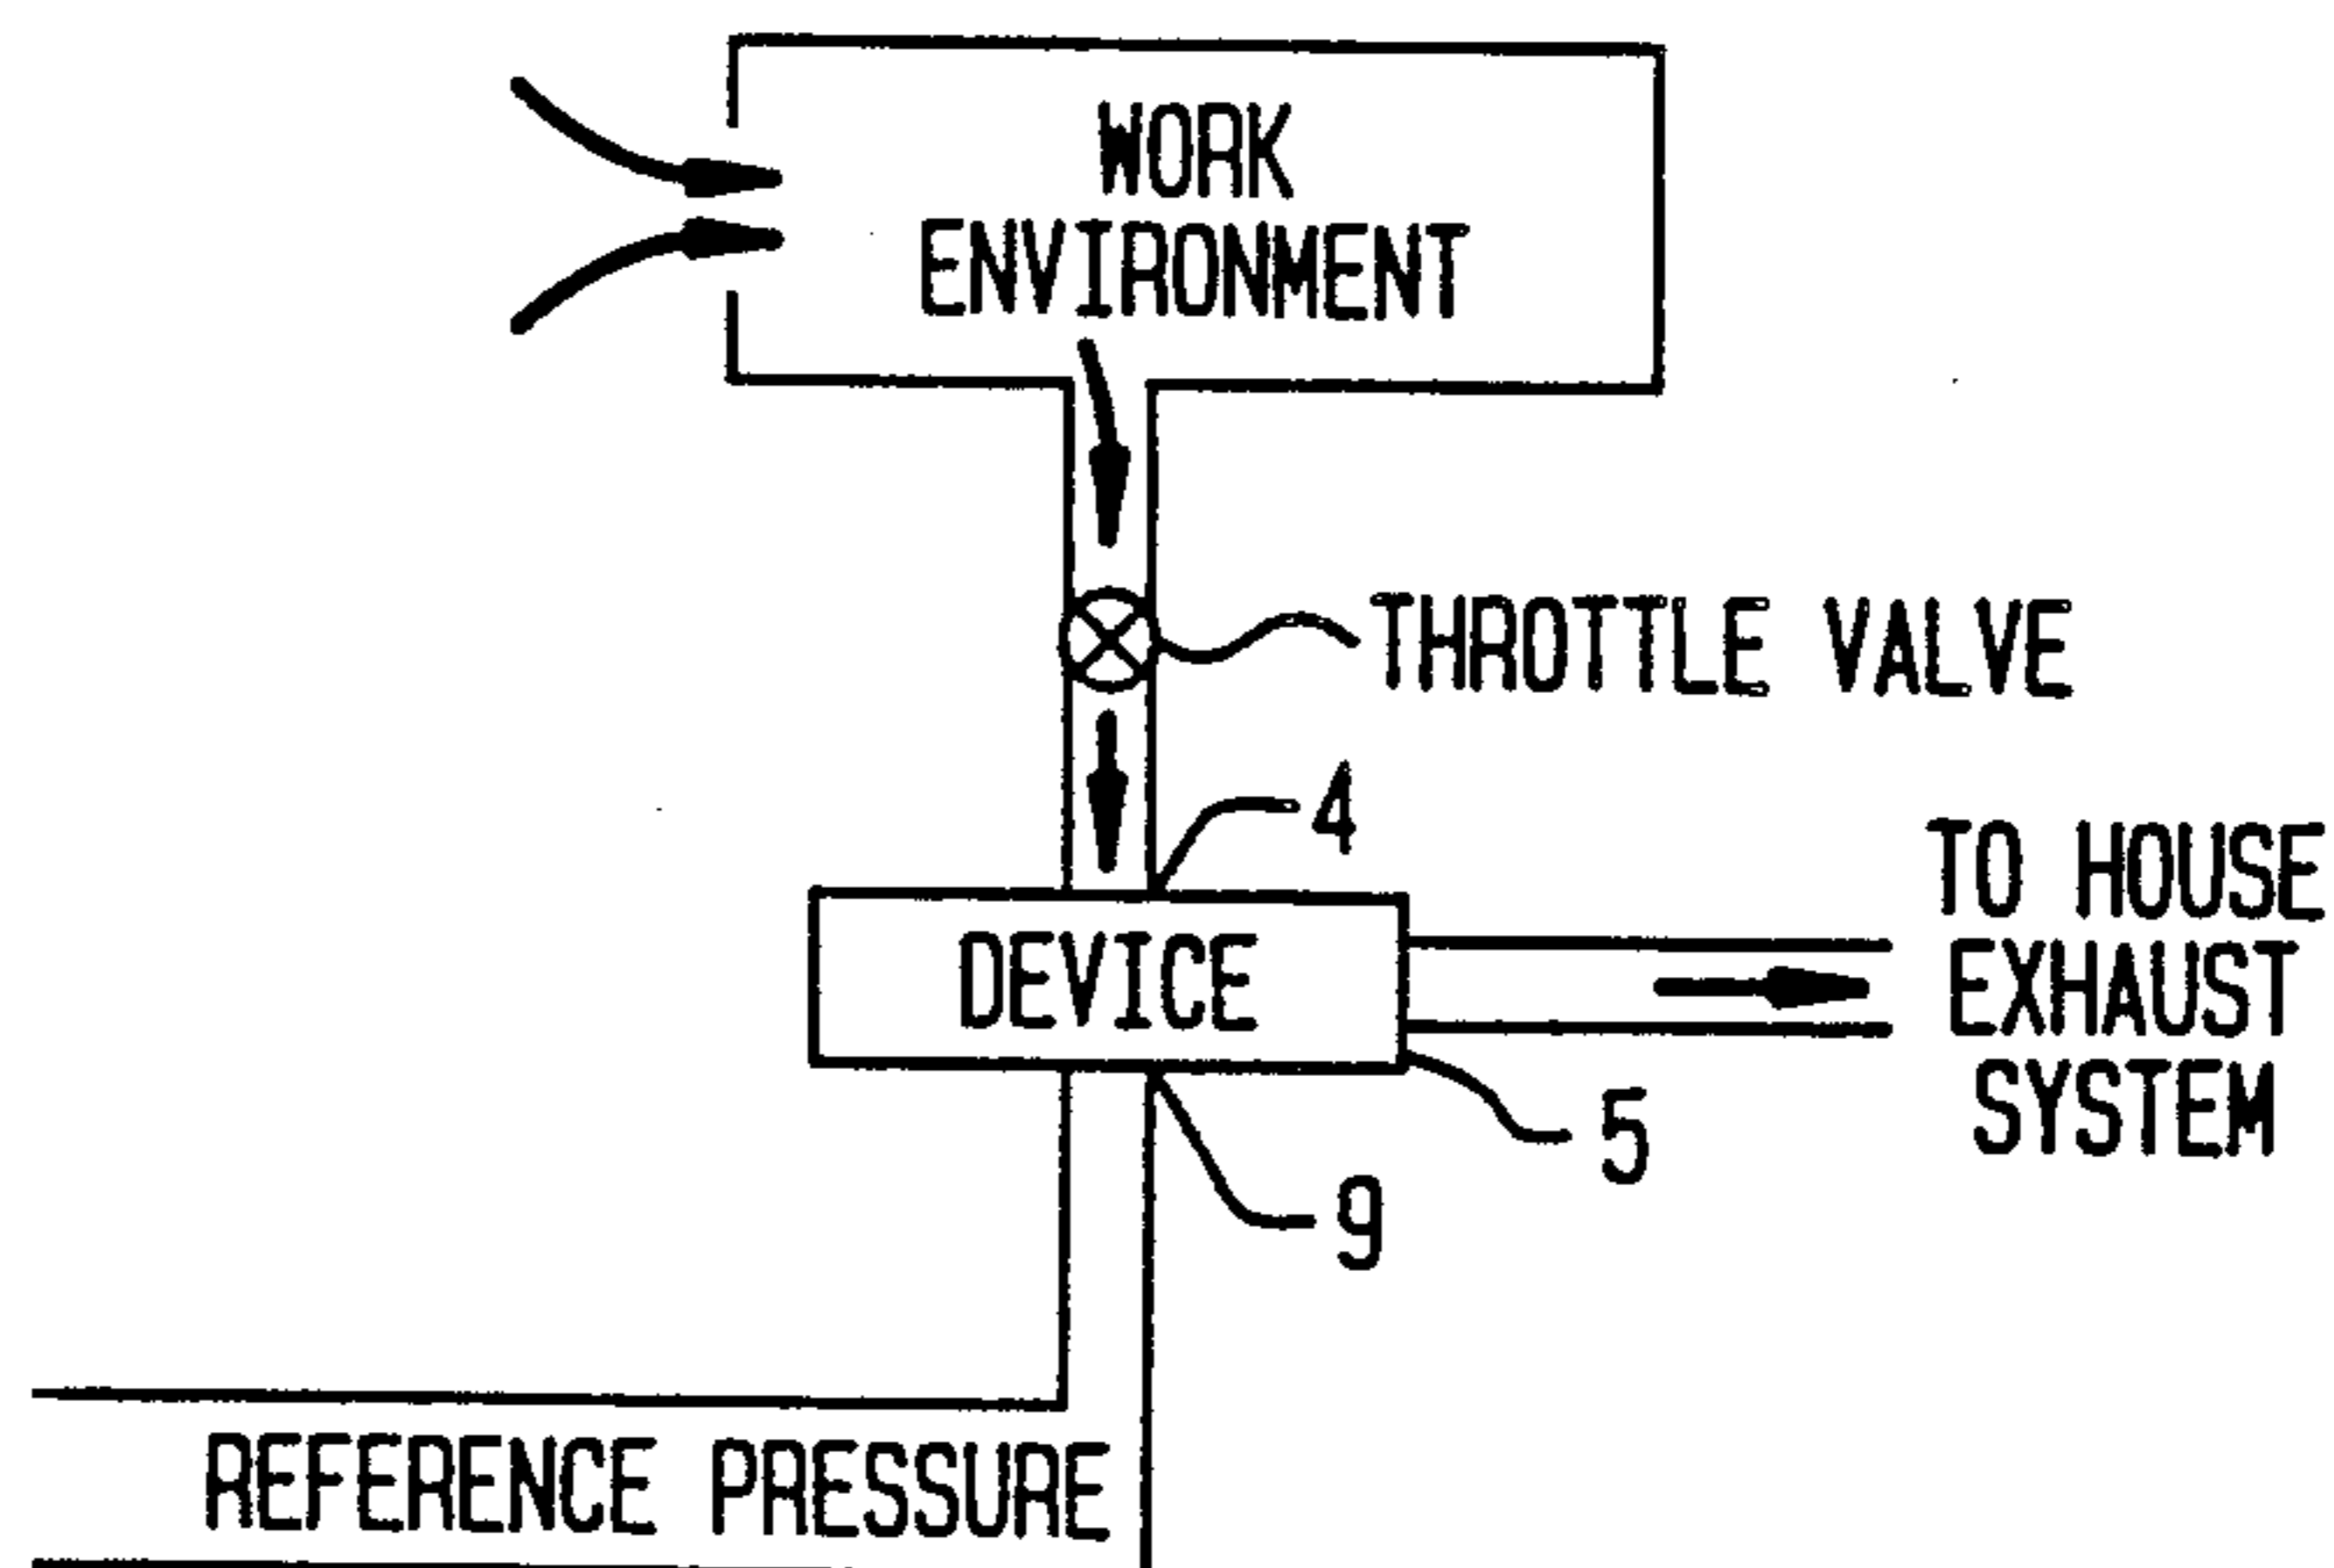 WORK
ENVIRONMENT
THROTTLE VALVE
4
TO HOUSE
EXHAUST
SYSTEM
DEVICE
5
9
REFERENCE PRESSURE